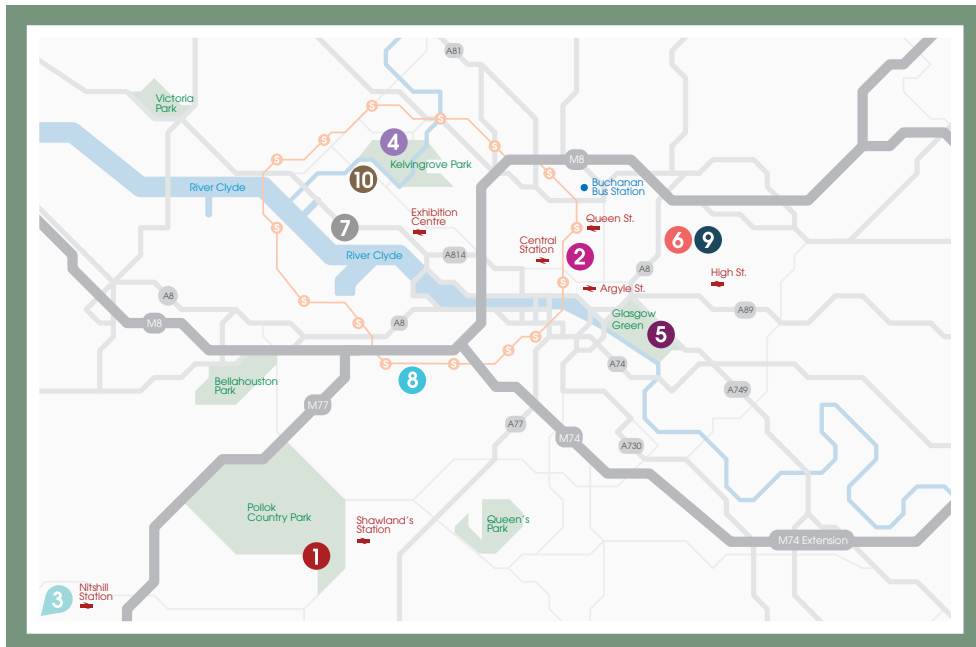 A81
Victoria
Park
S
S
S
4
S
M8
Kelvingrove Park
S
S
10
River Clyde
Buchanan
Bus Station
Exhibition
Centre
Queen St.
S
7
S
6
9
Central
Station
2
River Clyde
A814
A8
High St.
S
Argyle St.
A8
S
A89
Glasgow
Green
M8
S
A8
5
S
S
S
S
A74
8
Bellahouston
Park
A749
M77
A77
M74
A730
Pollok
Country Park
Shawland's
Station
Queen's
Park
M74 Extension
1
Nitshill
Station
3